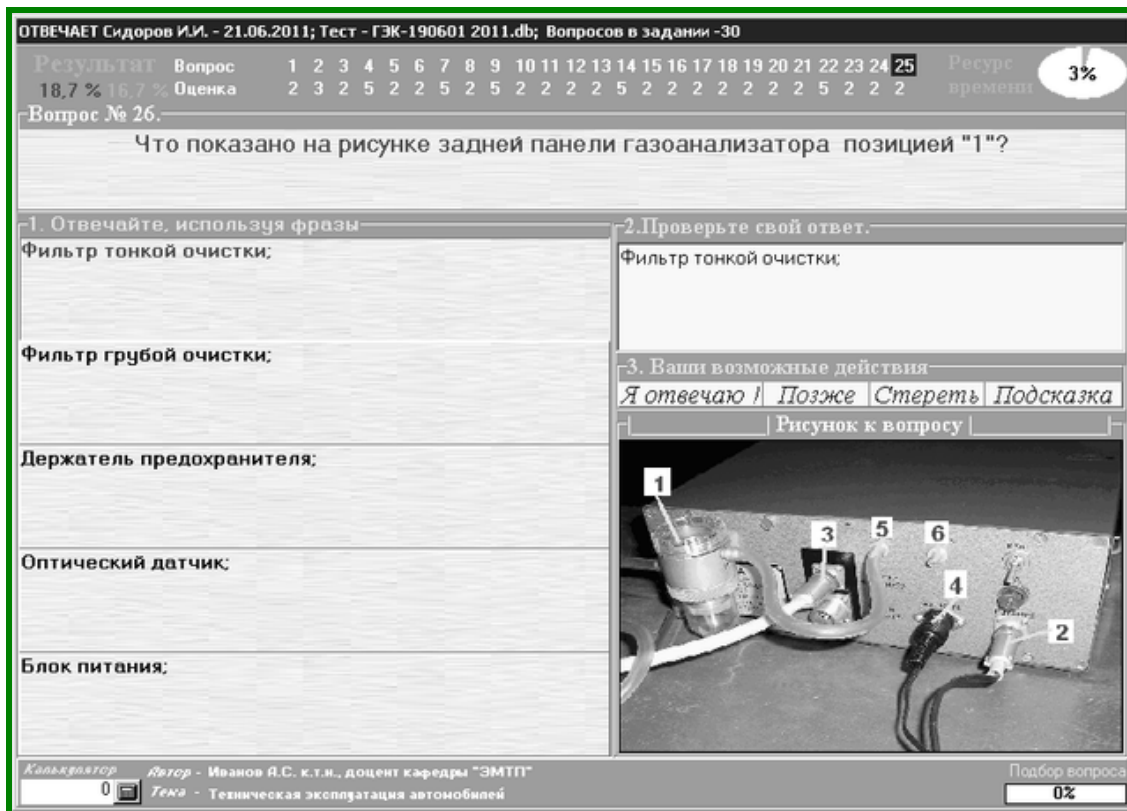 ОТВЕЧАЕТ Сидоров И.И. - 21.06.2011; Тест - ГЭК-190601 2011.db; Вопросов в задании -30
Результат Вопрос 1 2 3 4 5 6 7 8 9 10 11 12 13 14 15 16 17 18 19 20 21 22 23 24 25 Ресурс
18,7 % 16,7 % Оценка 2 3 2 5 2 2 5 2 5 2 2 2 2 5 2 2 2 2 2 2 2 5 2 2 2 времени 3%
Вопрос № 26.
Что показано на рисунке задней панели газоанализатора позицией "1"?
1. Отвечайте, используя фразы
Фильтр тонкой очистки;
Фильтр грубой очистки;
Держатель предохранителя;
Оптический датчик;
Блок питания;
2.Проверьте свой ответ.
Фильтр тонкой очистки;
3. Ваши возможные действия
Я отвечаю ! Позже Стереть Подсказка
Рисунок к вопросу
1
3
5
6
4
2
Калькулятор Автор - Иванов А.С. к.т.н., доцент кафедры "ЭМТП" Подбор вопроса
0 Тема - Техническая эксплуатация автомобилей 0%